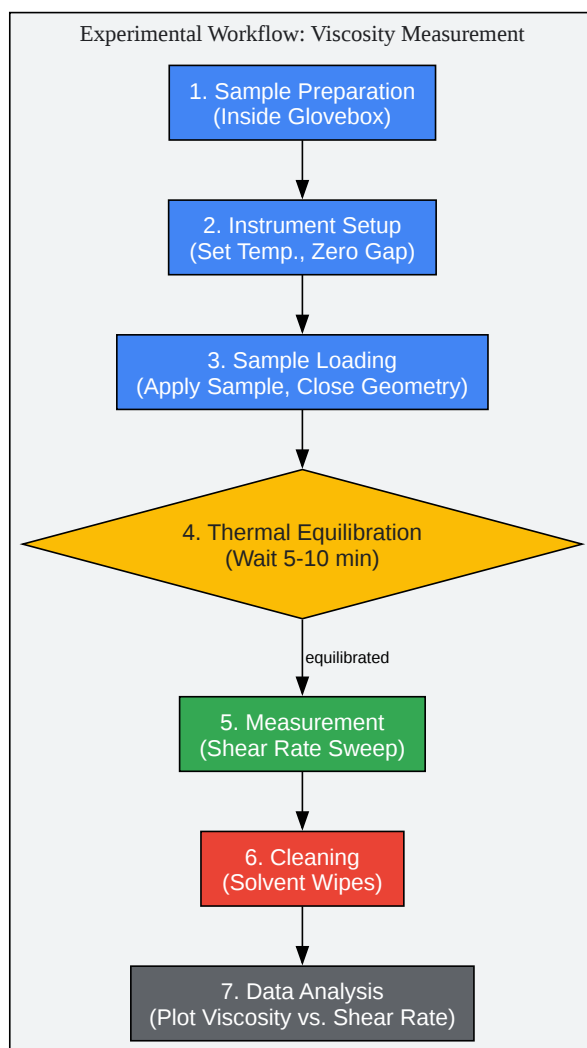 Experimental Workflow: Viscosity Measurement
1. Sample Preparation
(Inside Glovebox)
2. Instrument Setup
(Set Temp., Zero Gap)
3. Sample Loading
(Apply Sample, Close Geometry)
4. Thermal Equilibration
(Wait 5-10 min)
equilibrated
5. Measurement
(Shear Rate Sweep)
6. Cleaning
(Solvent Wipes)
7. Data Analysis
(Plot Viscosity vs. Shear Rate)